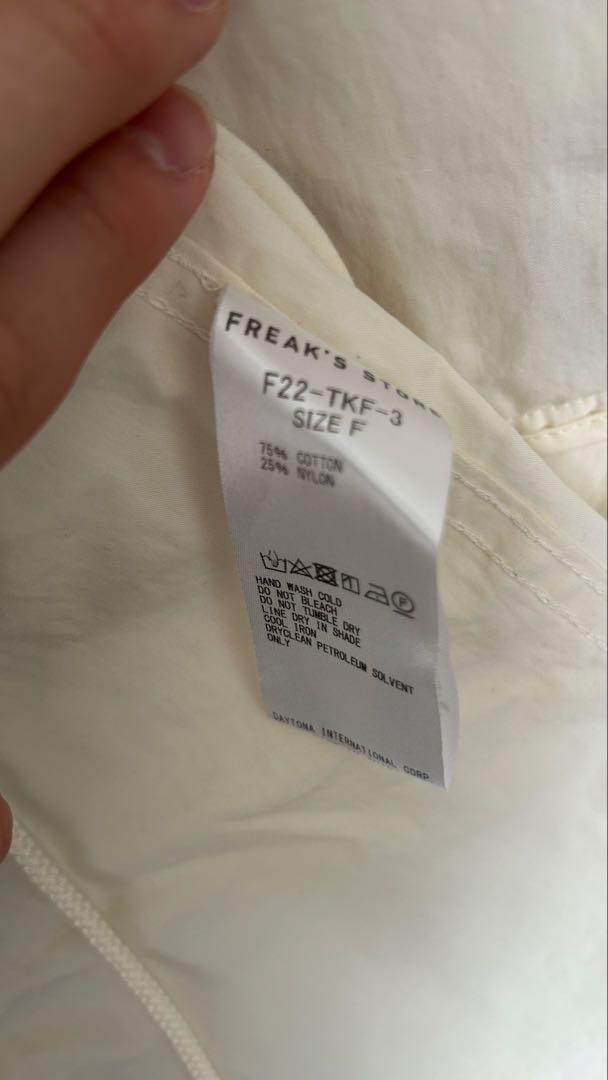 FREAK'S STORE
F22-TKF-3
SIZE F
75% COTTON
25% NYLON
P
HAND WASH COLD
DO NOT BLEACH
DO NOT TUMBLE DRY
LINE DRY IN SHADE
COOL IRON
DRYCLEAN PETROLEUM SOLVENT
ONLY
DAYTONA INTERNATIONAL CORP.